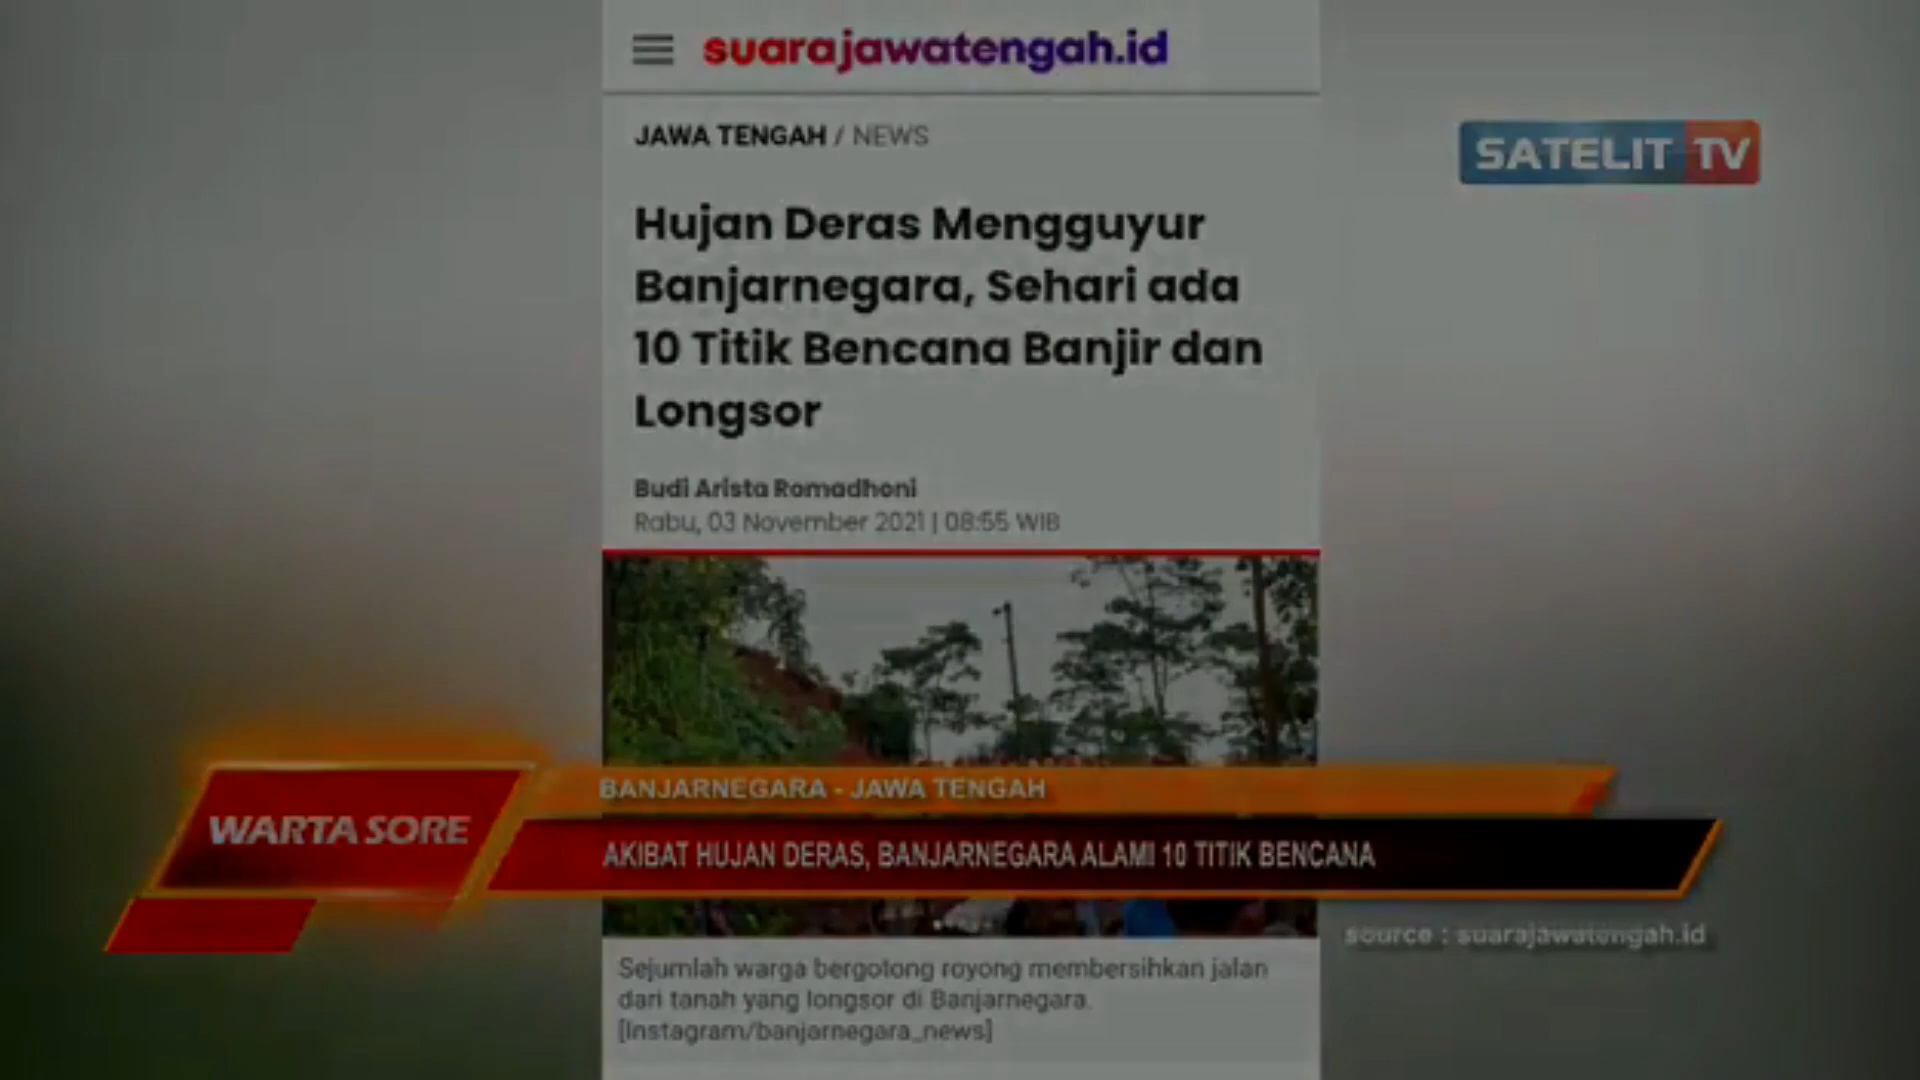 suarajawatengah.id
SATELIT TV
JAWA TENGAH / NEWS
Hujan Deras Mengguyur
Banjarnegara, Sehari ada
10 Titik Bencana Banjir dan
Longsor
Budi Arista Romadhoni
Rabu, 03 November 2021 | 08:55 WIB
BANJARNEGARA - JAWA TENGAH
WARTA SORE
AKIBAT HUJAN DERAS, BANJARNEGARA ALAMI 10 TITIK BENCANA
source : suarajawatengah.id
Sejumlah warga bergotong royong membersihkan jalan
dari tanah yang longsor di Banjarnegara.
[Instagram/banjarnegara_news]